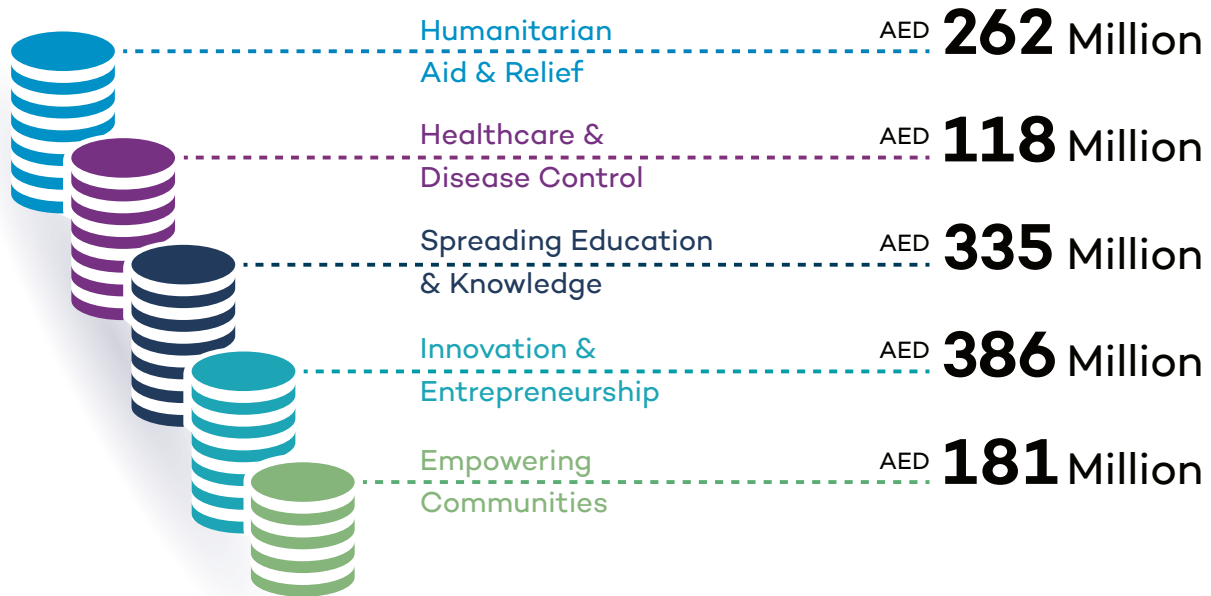 Humanitarian
Aid & Relief
AED 262 Million
Healthcare &
Disease Control
AED 118 Million
Spreading Education
& Knowledge
AED 335 Million
Innovation &
Entrepreneurship
AED 386 Million
Empowering
Communities
AED 181 Million